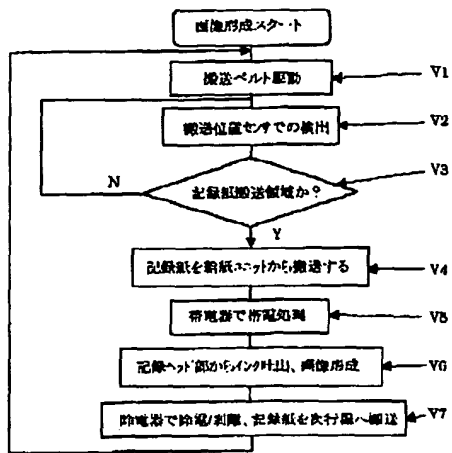 画像形成スタート
搬送ベルト駆動
V1
搬送位置センサでの検出
V2
記録紙搬送領域か?
V3
N
Y
記録紙を給紙ユニットから搬送する
V4
帯電器で帯電処理
V5
記録ヘッド部からインク吐出、画像形成
V6
除電器で除電/剥離、記録紙を次行程へ搬送
V7